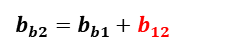 b_b2 = b_b1 + b_12